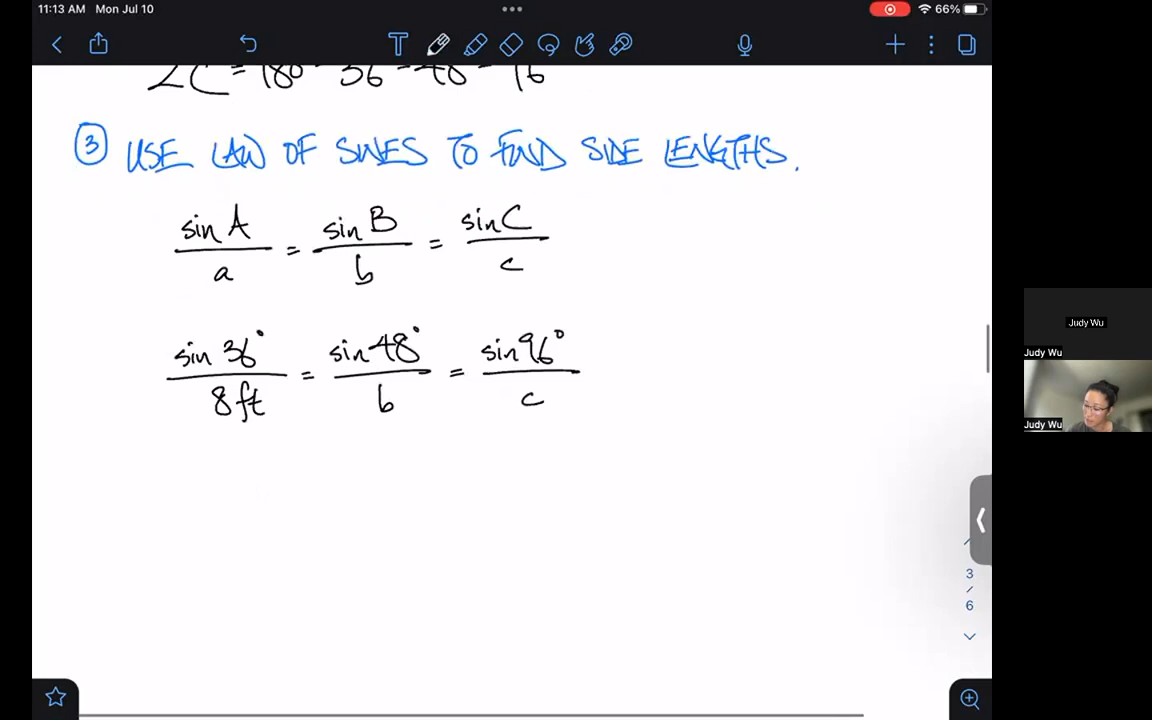 11:13 AM Mon Jul 10
66%
∠C = 180° - 36° - 48° = 96°
③ USE LAW OF SINES TO FIND SIDE LENGTHS.
sin A / a = sin B / b = sin C / c
sin 36° / 8 ft = sin 48° / b = sin 96° / c
Judy Wu
Judy Wu
Judy Wu
3 / 6